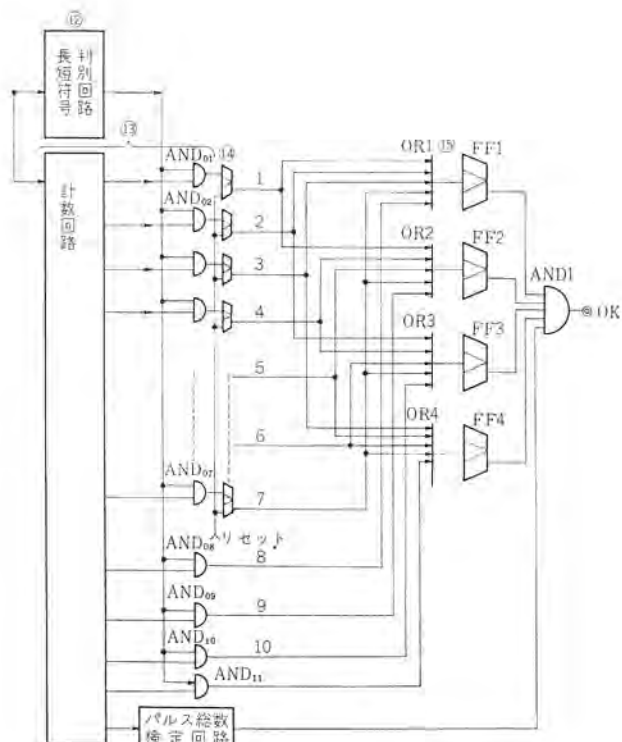 ⑫
判別回路
長短符号
⑬
計数回路
AND₀₁ ⑭
AND₀₂
1
2
3
4
5
6
AND₀₇
7
リセット
AND₀₈
8
AND₀₉
9
AND₁₀
10
AND₁₁
パルス総数
検定回路
OR1 ⑮
FF1
OR2
FF2
AND1
OK
OR3
FF3
OR4
FF4